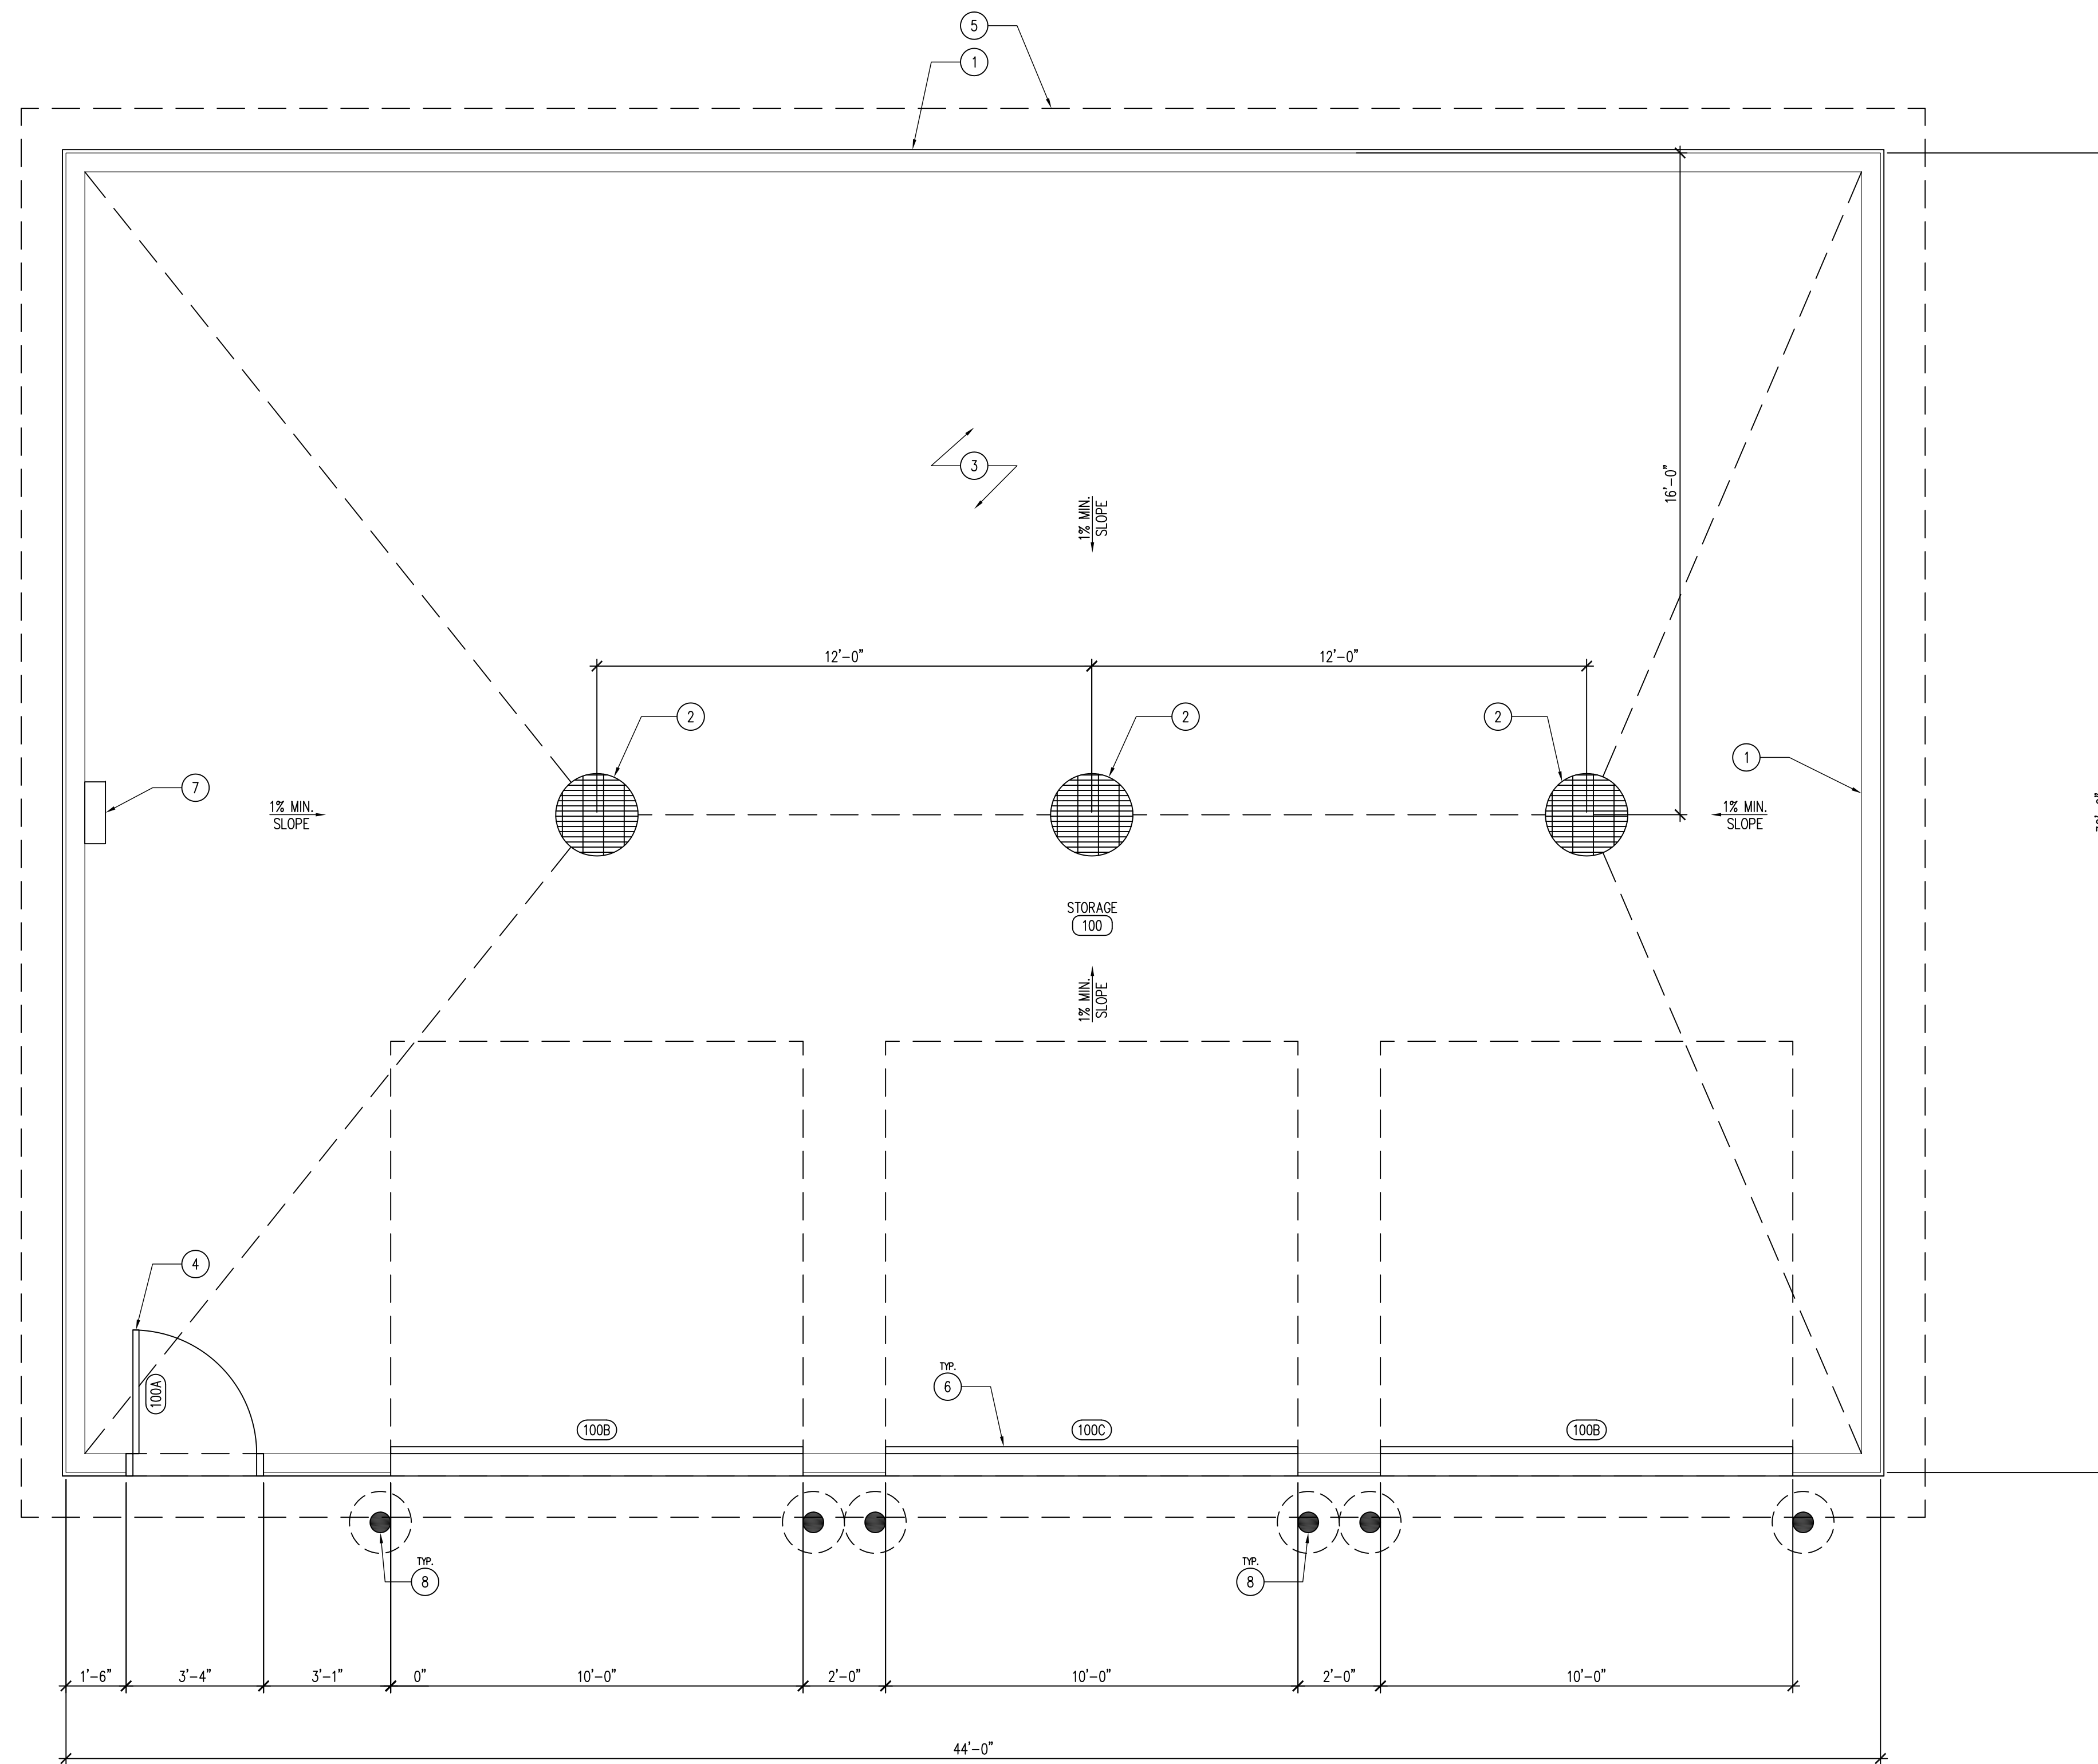 5
1
3
16'-0"
1% MIN.
SLOPE
12'-0"
12'-0"
2
2
2
1
7
1% MIN.
SLOPE
1% MIN.
SLOPE
STORAGE
100
1% MIN.
SLOPE
4
100A
TYP.
6
100B
100C
100B
TYP.
8
TYP.
8
1'-6"
3'-4"
3'-1"
0"
10'-0"
2'-0"
10'-0"
2'-0"
10'-0"
44'-0"